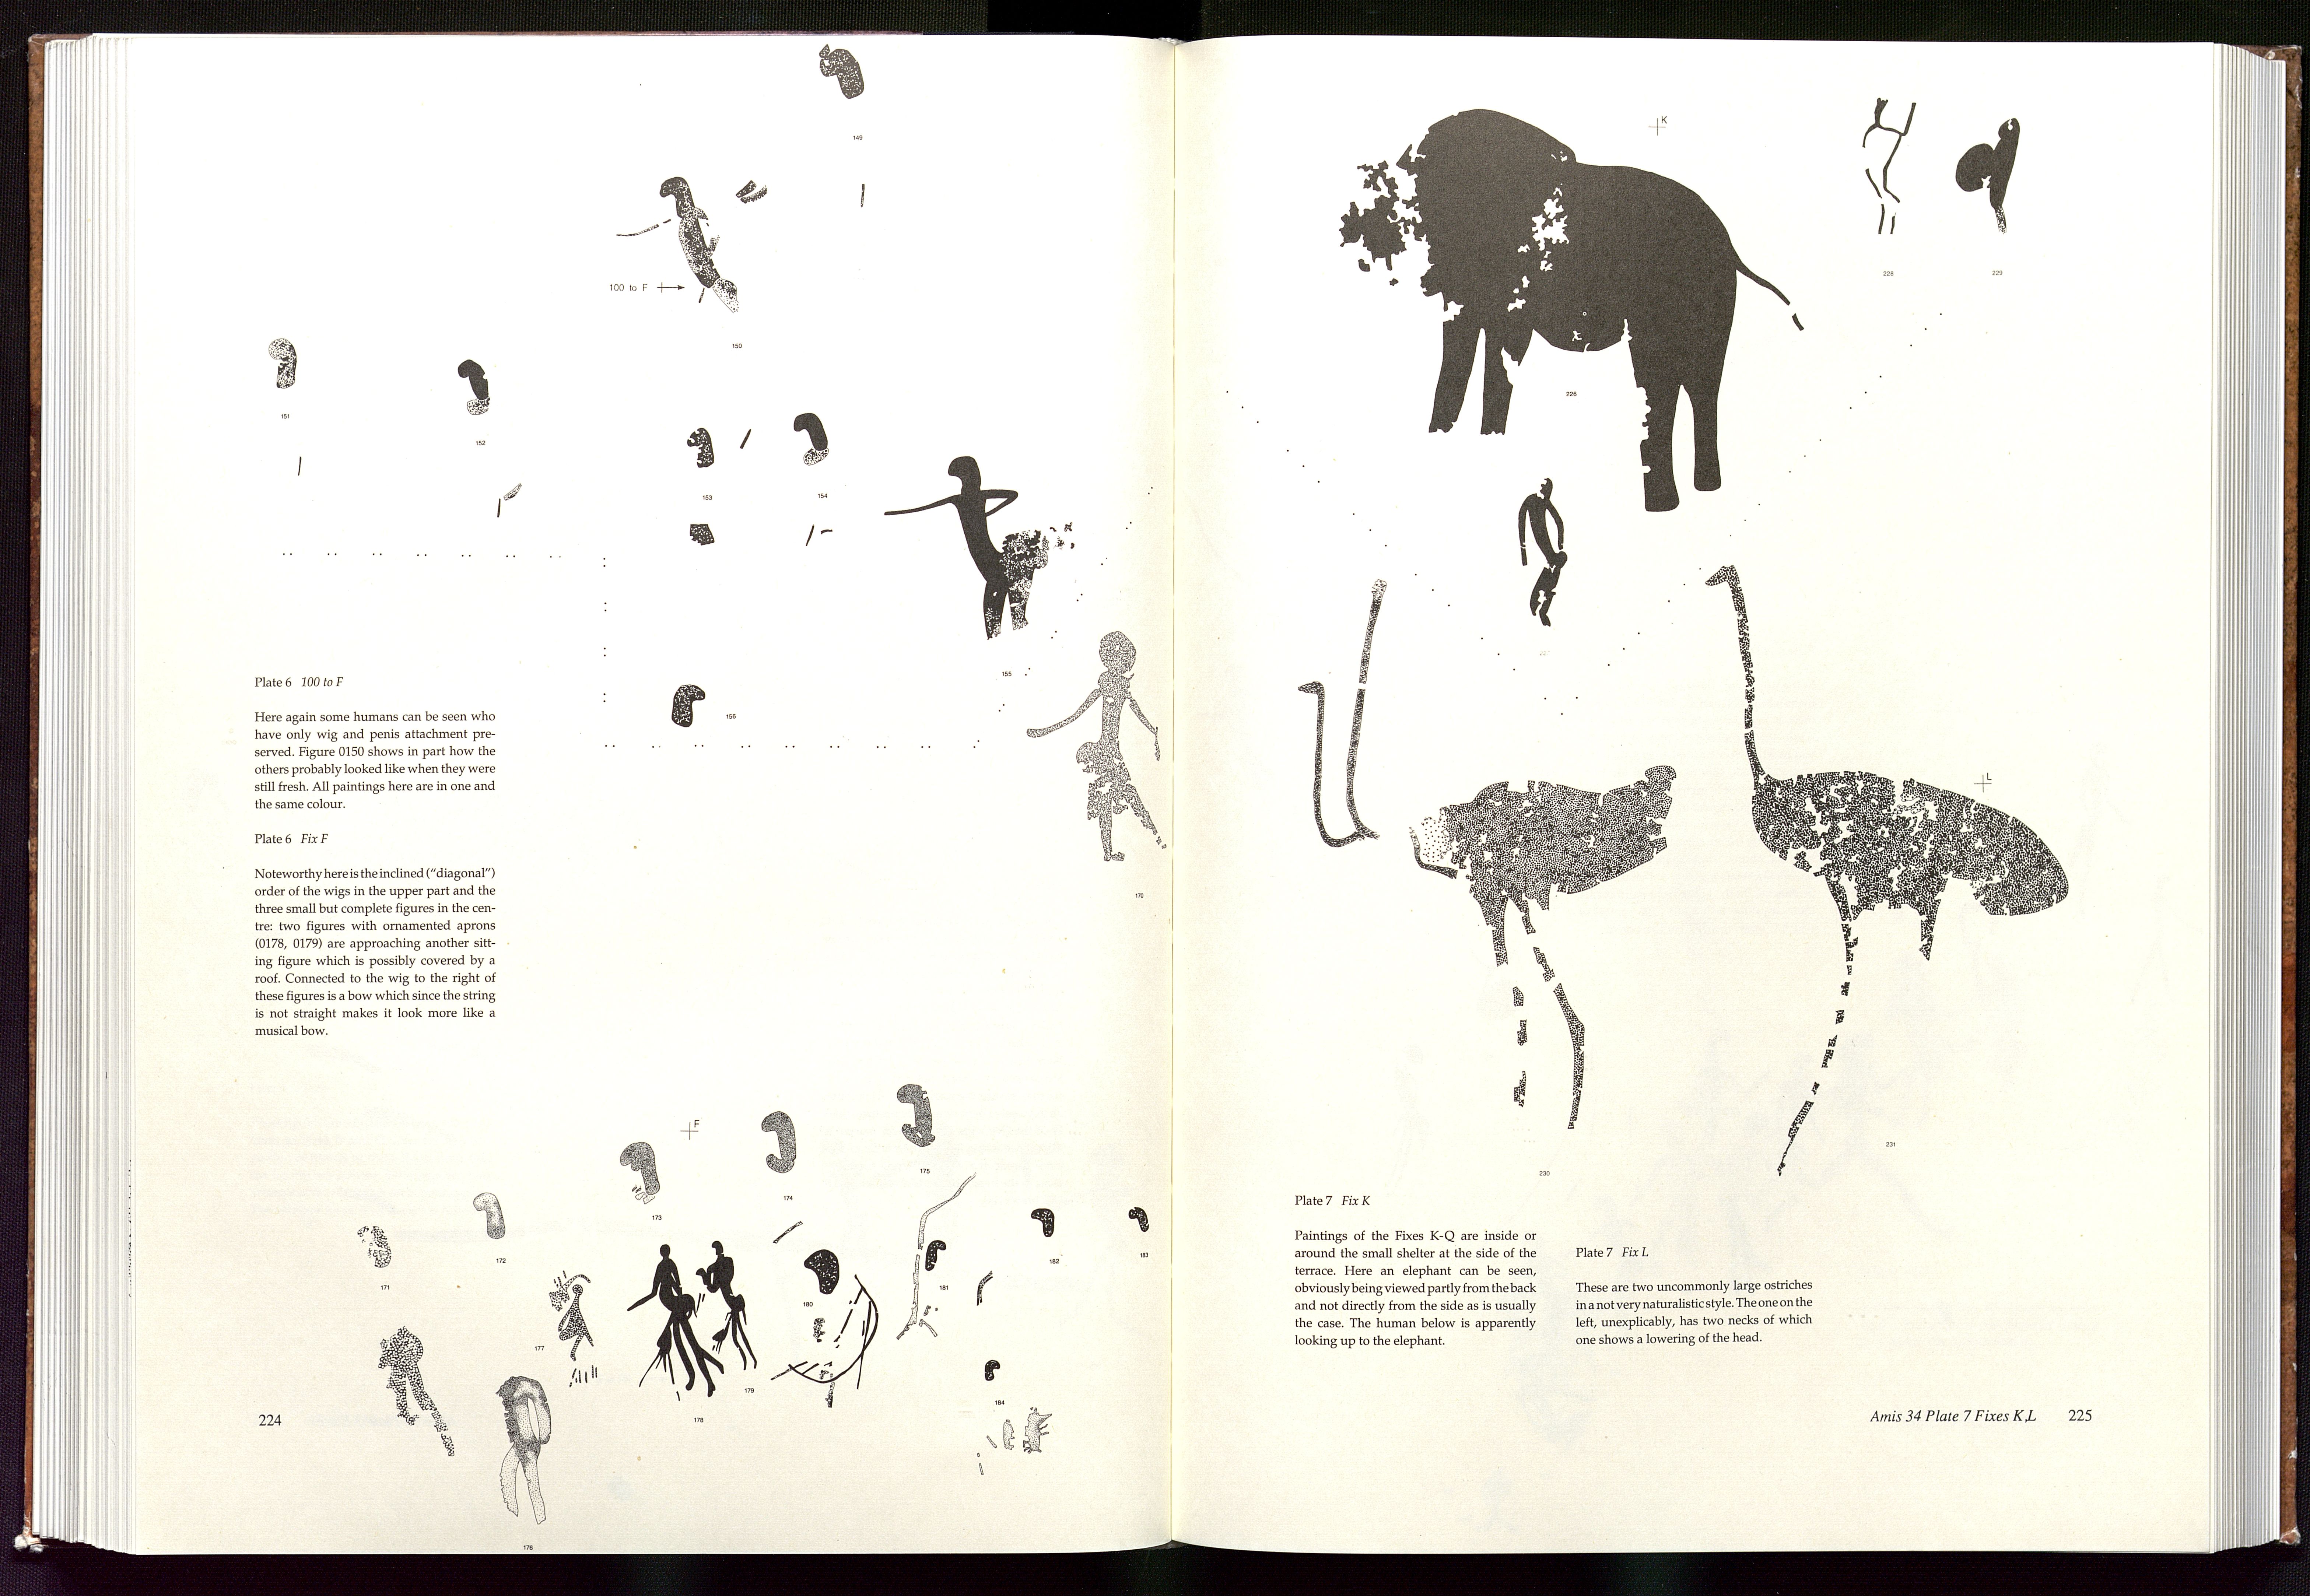 149
100 to F
150
151
152
153
154
155
156
Plate 6 100 to F
Here again some humans can be seen who
have only wig and penis attachment pre-
served. Figure 0150 shows in part how the
others probably looked like when they were
still fresh. All paintings here are in one and
the same colour.
Plate 6 Fix F
Noteworthy here is the inclined ("diagonal")
order of the wigs in the upper part and the
three small but complete figures in the cen-
tre: two figures with ornamented aprons
(0178, 0179) are approaching another sitt-
ing figure which is possibly covered by a
roof. Connected to the wig to the right of
these figures is a bow which since the string
is not straight makes it look more like a
musical bow.
170
F
175
174
173
172
171
182
183
181
180
177
179
184
178
176
224
K
228
229
226
L
231
230
Plate 7 Fix K
Paintings of the Fixes K-Q are inside or
around the small shelter at the side of the
terrace. Here an elephant can be seen,
obviously being viewed partly from the back
and not directly from the side as is usually
the case. The human below is apparently
looking up to the elephant.
Plate 7 Fix L
These are two uncommonly large ostriches
in a not very naturalistic style. The one on the
left, unexplicably, has two necks of which
one shows a lowering of the head.
Amis 34 Plate 7 Fixes K,L 225